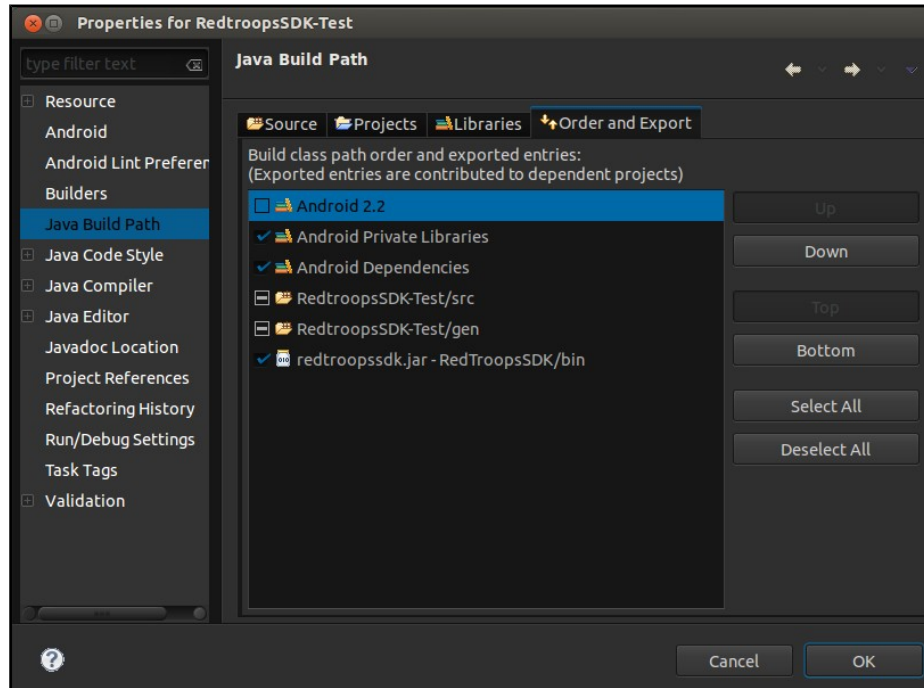 Properties for RedtroopsSDK-Test
type filter text
Resource
Android
Android Lint Preferen
Builders
Java Build Path
Java Code Style
Java Compiler
Java Editor
Javadoc Location
Project References
Refactoring History
Run/Debug Settings
Task Tags
Validation
Java Build Path
Source Projects Libraries Order and Export
Build class path order and exported entries:
(Exported entries are contributed to dependent projects)
Android 2.2
Android Private Libraries
Android Dependencies
RedtroopsSDK-Test/src
RedtroopsSDK-Test/gen
redtroopssdk.jar - RedTroopsSDK/bin
Up
Down
Top
Bottom
Select All
Deselect All
Cancel OK